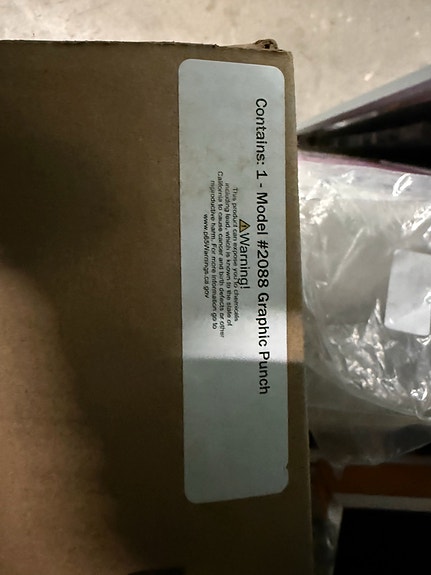 Contains: 1 - Model #2088 Graphic Punch
⚠Warning!
This product can expose you to chemicals
including lead, which is known to the state of
California to cause cancer and birth defects or other
reproductive harm. For more information go to
www.p65Warnings.ca.gov